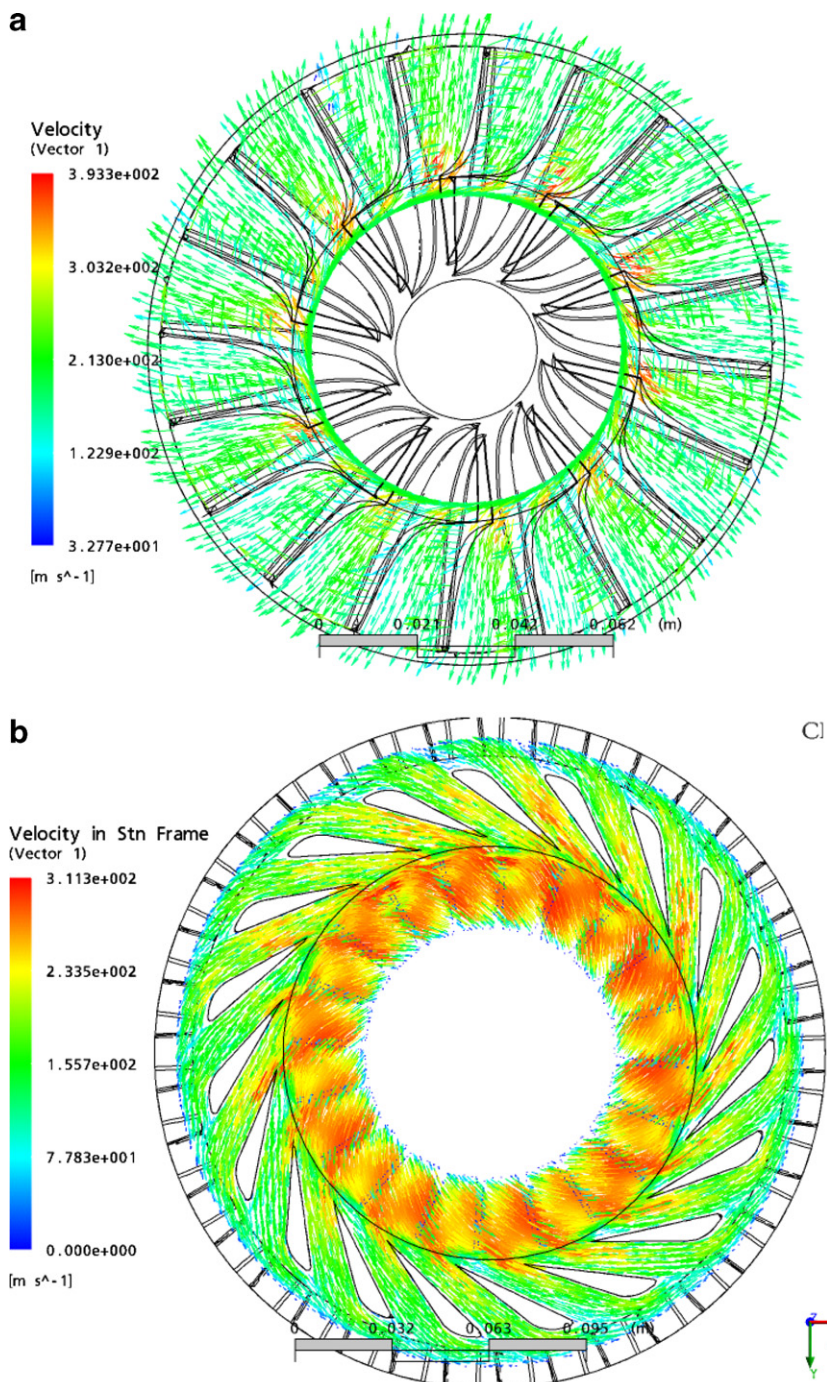 a
Velocity
(Vector 1)
3.933e+002
3.032e+002
2.130e+002
1.229e+002
3.277e+001
[m s^-1]
0 0.021 0.042 0.062 (m)
b
Cl
Velocity in Stn Frame
(Vector 1)
3.113e+002
2.335e+002
1.557e+002
7.783e+001
0.000e+000
[m s^-1]
0 0.032 0.063 0.095 (m)
Z
Y